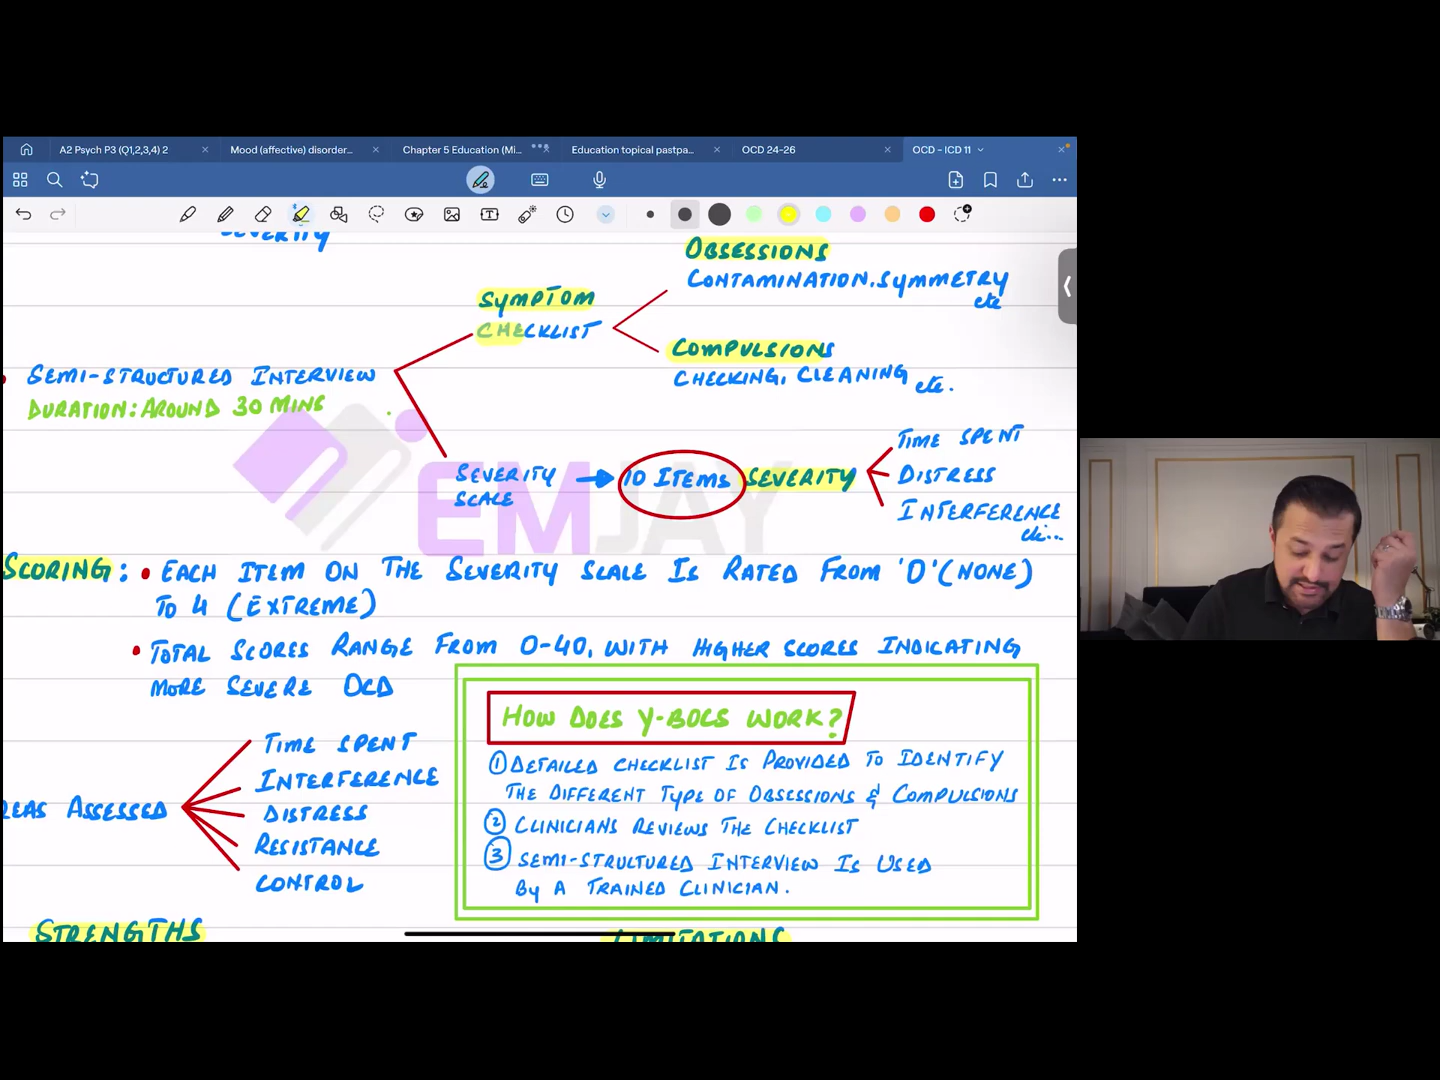 A2 Psych P3 (Q1,2,3,4) 2
Mood (affective) disorder...
Chapter 5 Education (Mi...
Education topical pastpa...
OCD 24-26
OCD - ICD 11
SEVERITY
OBSESSIONS
CONTAMINATION, SYMMETRY
etc
SYMPTOM
CHECKLIST
COMPULSIONS
CHECKING, CLEANING etc.
SEMI-STRUCTURED INTERVIEW
DURATION: AROUND 30 MINS
TIME SPENT
SEVERITY
SCALE
10 ITEMS SEVERITY
DISTRESS
INTERFERENCE
EMJAY
SCORING: • EACH ITEM ON THE SEVERITY SCALE IS RATED FROM '0' (NONE)
TO 4 (EXTREME)
• TOTAL SCORES RANGE FROM 0-40, WITH HIGHER SCORES INDICATING
MORE SEVERE OCD
HOW DOES Y-BOCS WORK?
① DETAILED CHECKLIST IS PROVIDED TO IDENTIFY
THE DIFFERENT TYPE OF OBSESSIONS & COMPULSIONS
② CLINICIANS REVIEWS THE CHECKLIST
③ SEMI-STRUCTURED INTERVIEW IS USED
BY A TRAINED CLINICIAN.
TIME SPENT
INTERFERENCE
REAS ASSESSED
DISTRESS
RESISTANCE
CONTROL
STRENGTHS
LIMITATIONS